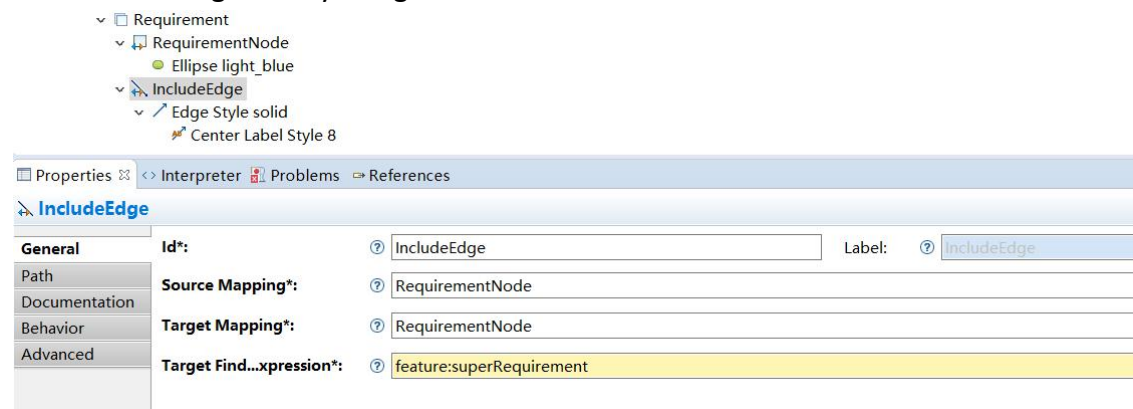 Requirement
RequirementNode
Ellipse light_blue
IncludeEdge
Edge Style solid
Center Label Style 8
Properties Interpreter Problems References
IncludeEdge
General Id*: IncludeEdge Label: IncludeEdge
Path
Source Mapping*: RequirementNode
Documentation
Behavior Target Mapping*: RequirementNode
Advanced
Target Find...xpression*: feature:superRequirement